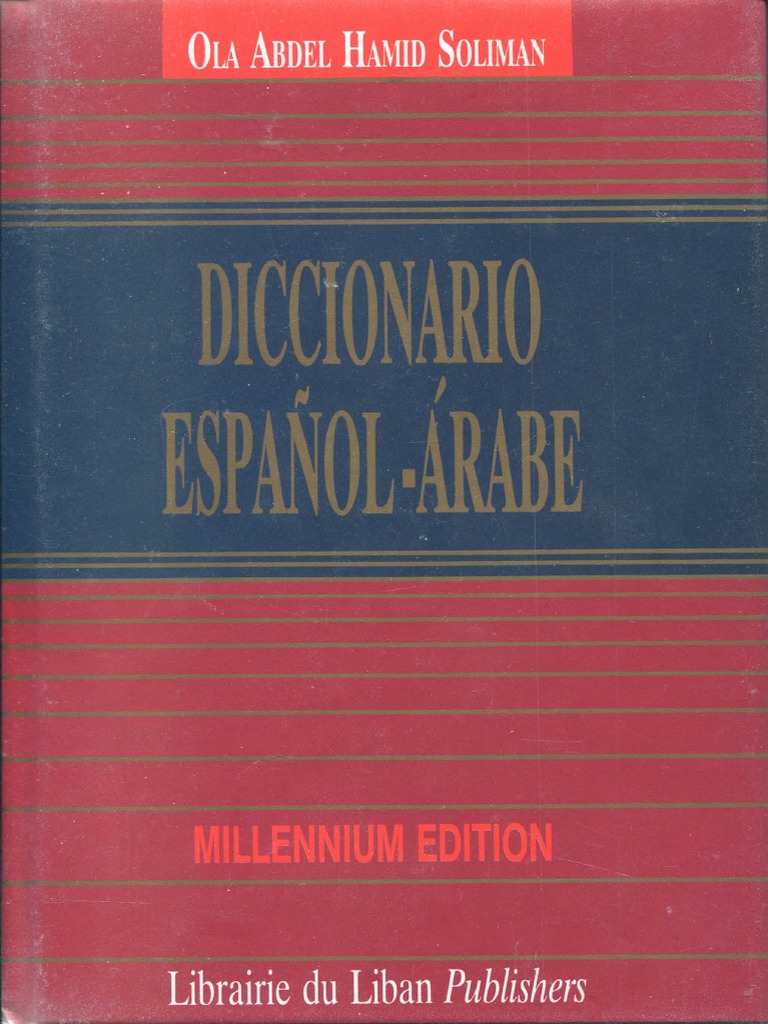 OLA ABDEL HAMID SOLIMAN
DICCIONARIO
ESPAÑOL-ÁRABE
MILLENNIUM EDITION
Librairie du Liban Publishers